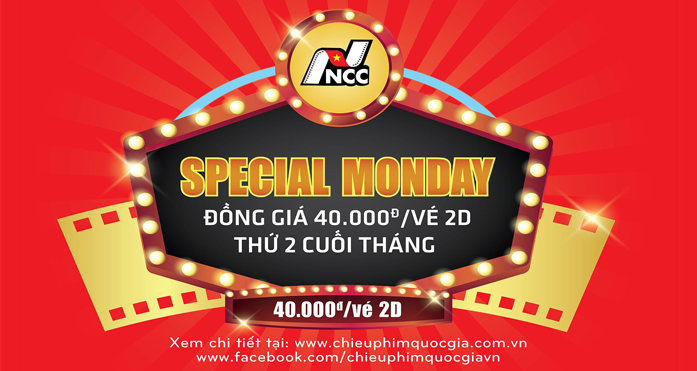 NCC
SPECIAL MONDAY
ĐỒNG GIÁ 40.000Đ/VÉ 2D
THỨ 2 CUỐI THÁNG
40.000đ/vé 2D
Xem chi tiết tại: www.chieuphimquocgia.com.vn
www.facebook.com/chieuphimquocgiavn